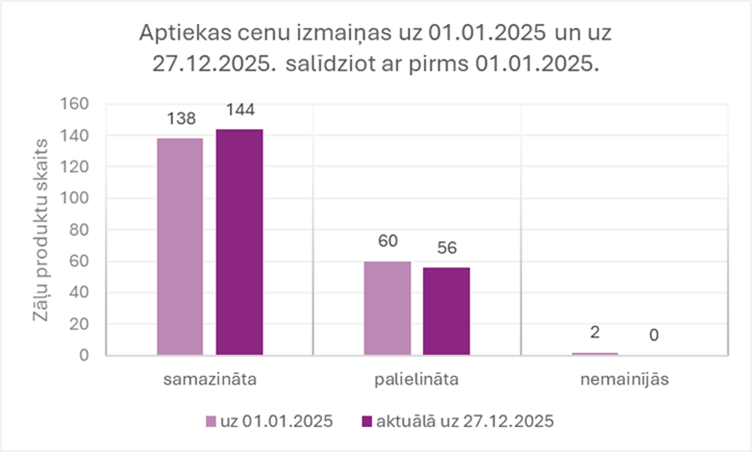 Aptiekas cenu izmaiņas uz 01.01.2025 un uz
27.12.2025. salīdziot ar pirms 01.01.2025.
Zāļu produktu skaits
160
140
120
100
80
60
40
20
0
138
144
60
56
2
0
samazināta
palielināta
nemainījās
uz 01.01.2025
aktuālā uz 27.12.2025